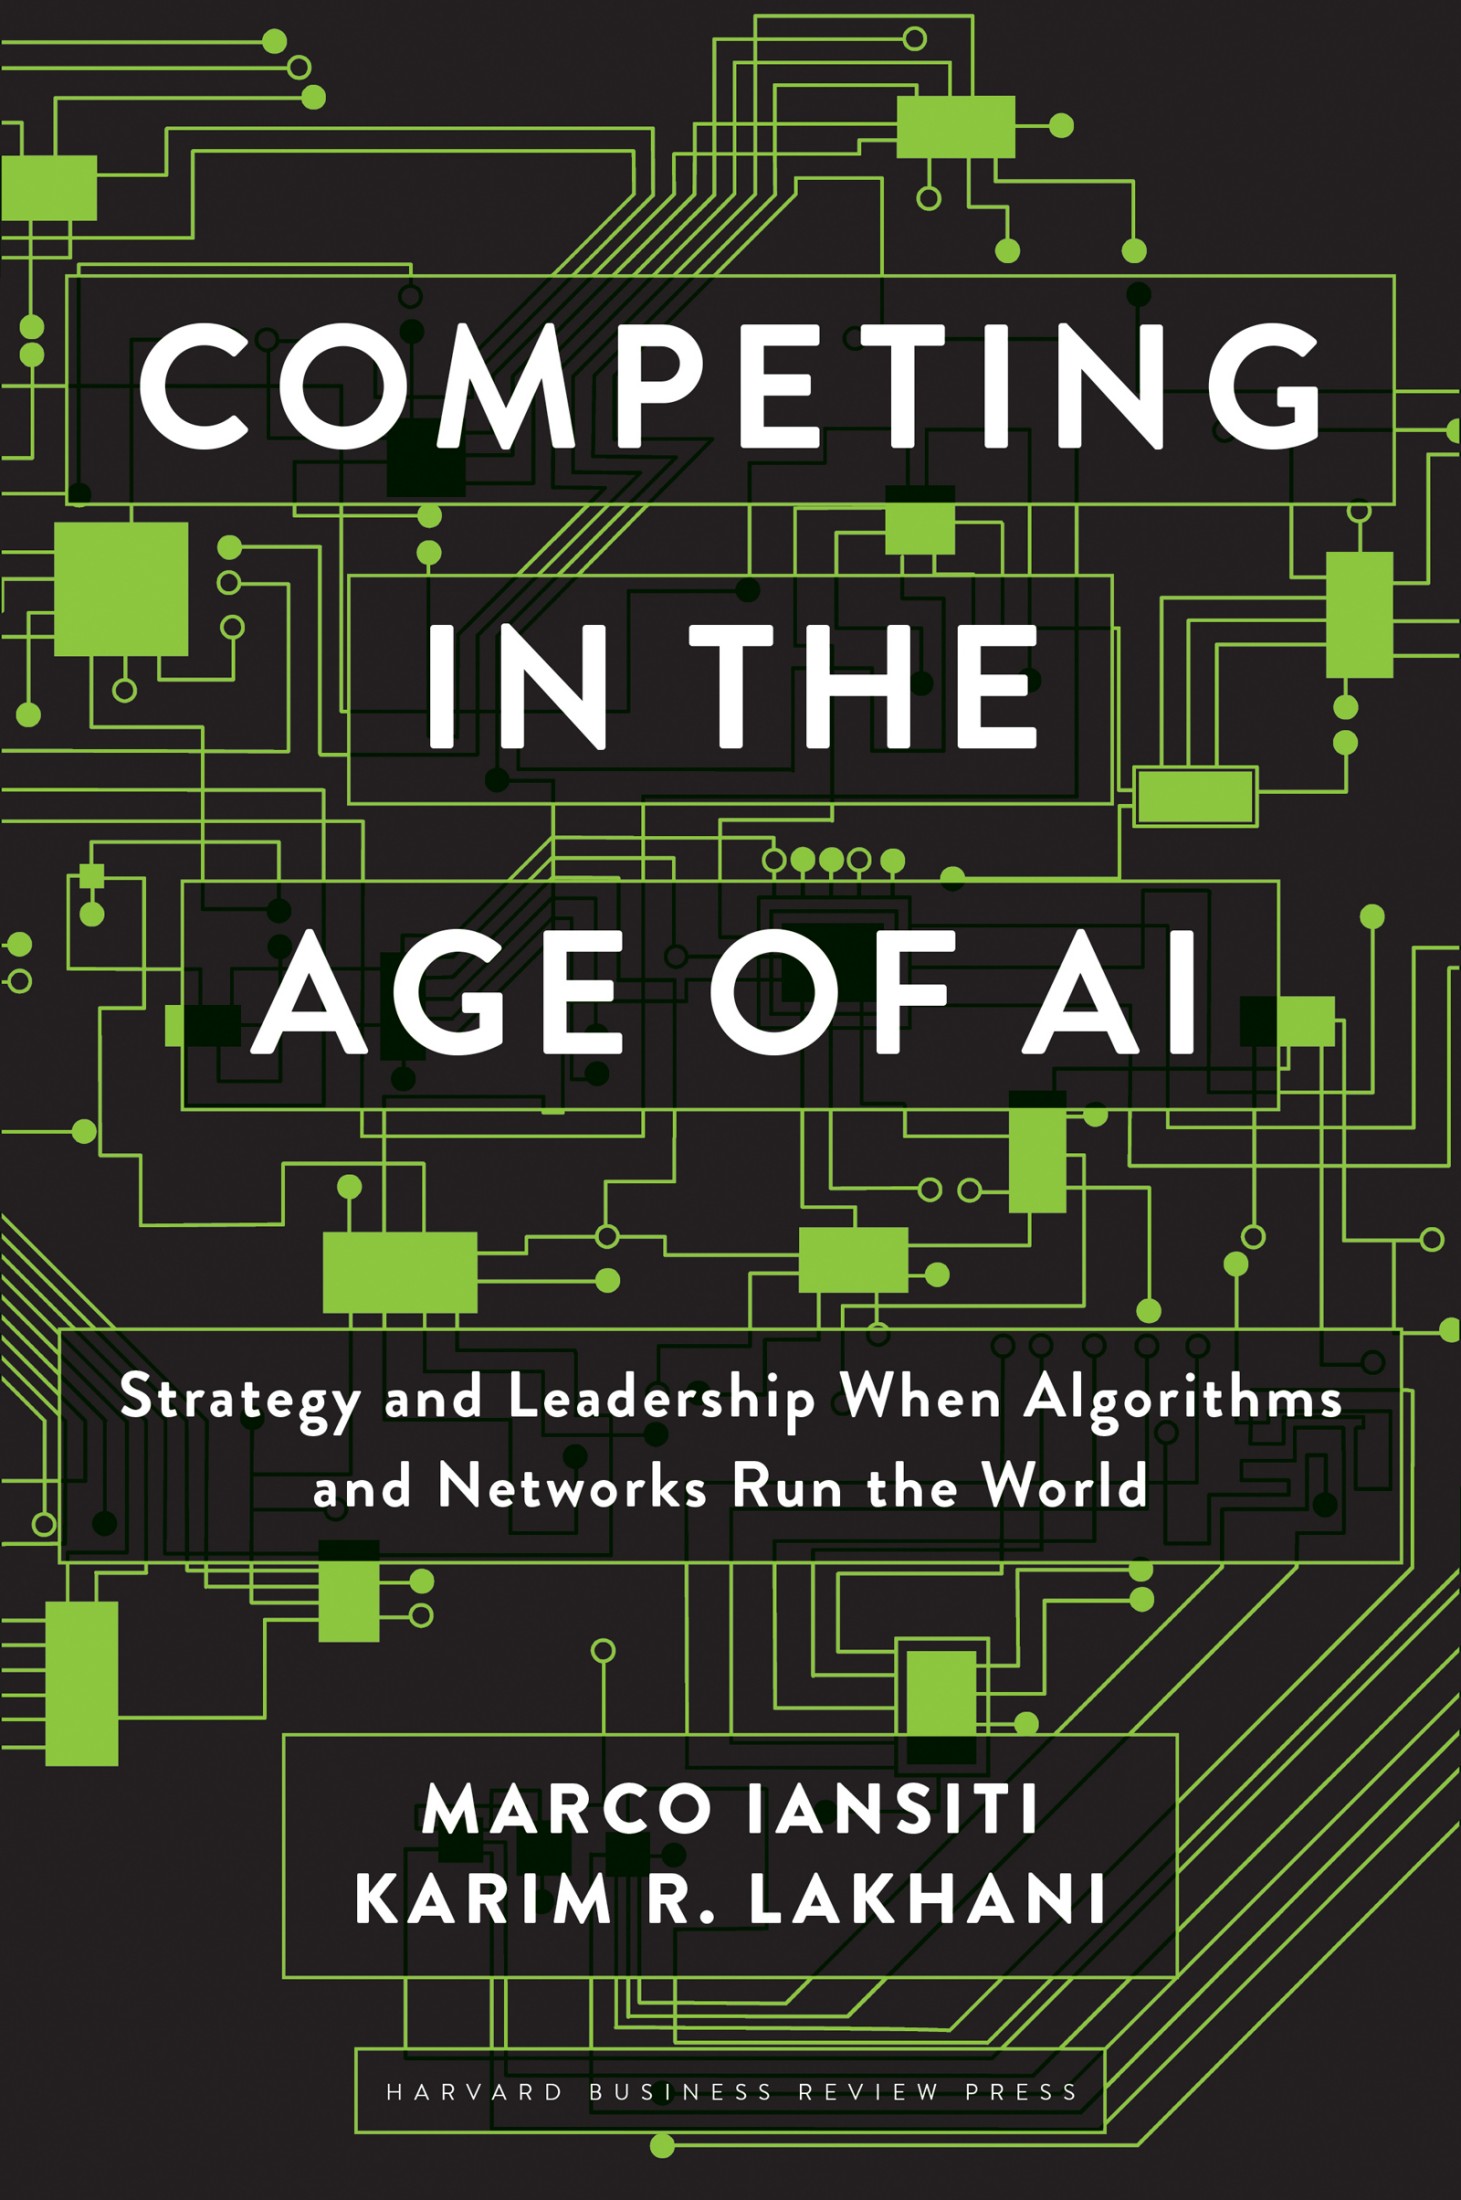 COMPETING
IN THE
AGE OF AI
Strategy and Leadership When Algorithms
and Networks Run the World
MARCO IANSITI
KARIM R. LAKHANI
HARVARD BUSINESS REVIEW PRESS